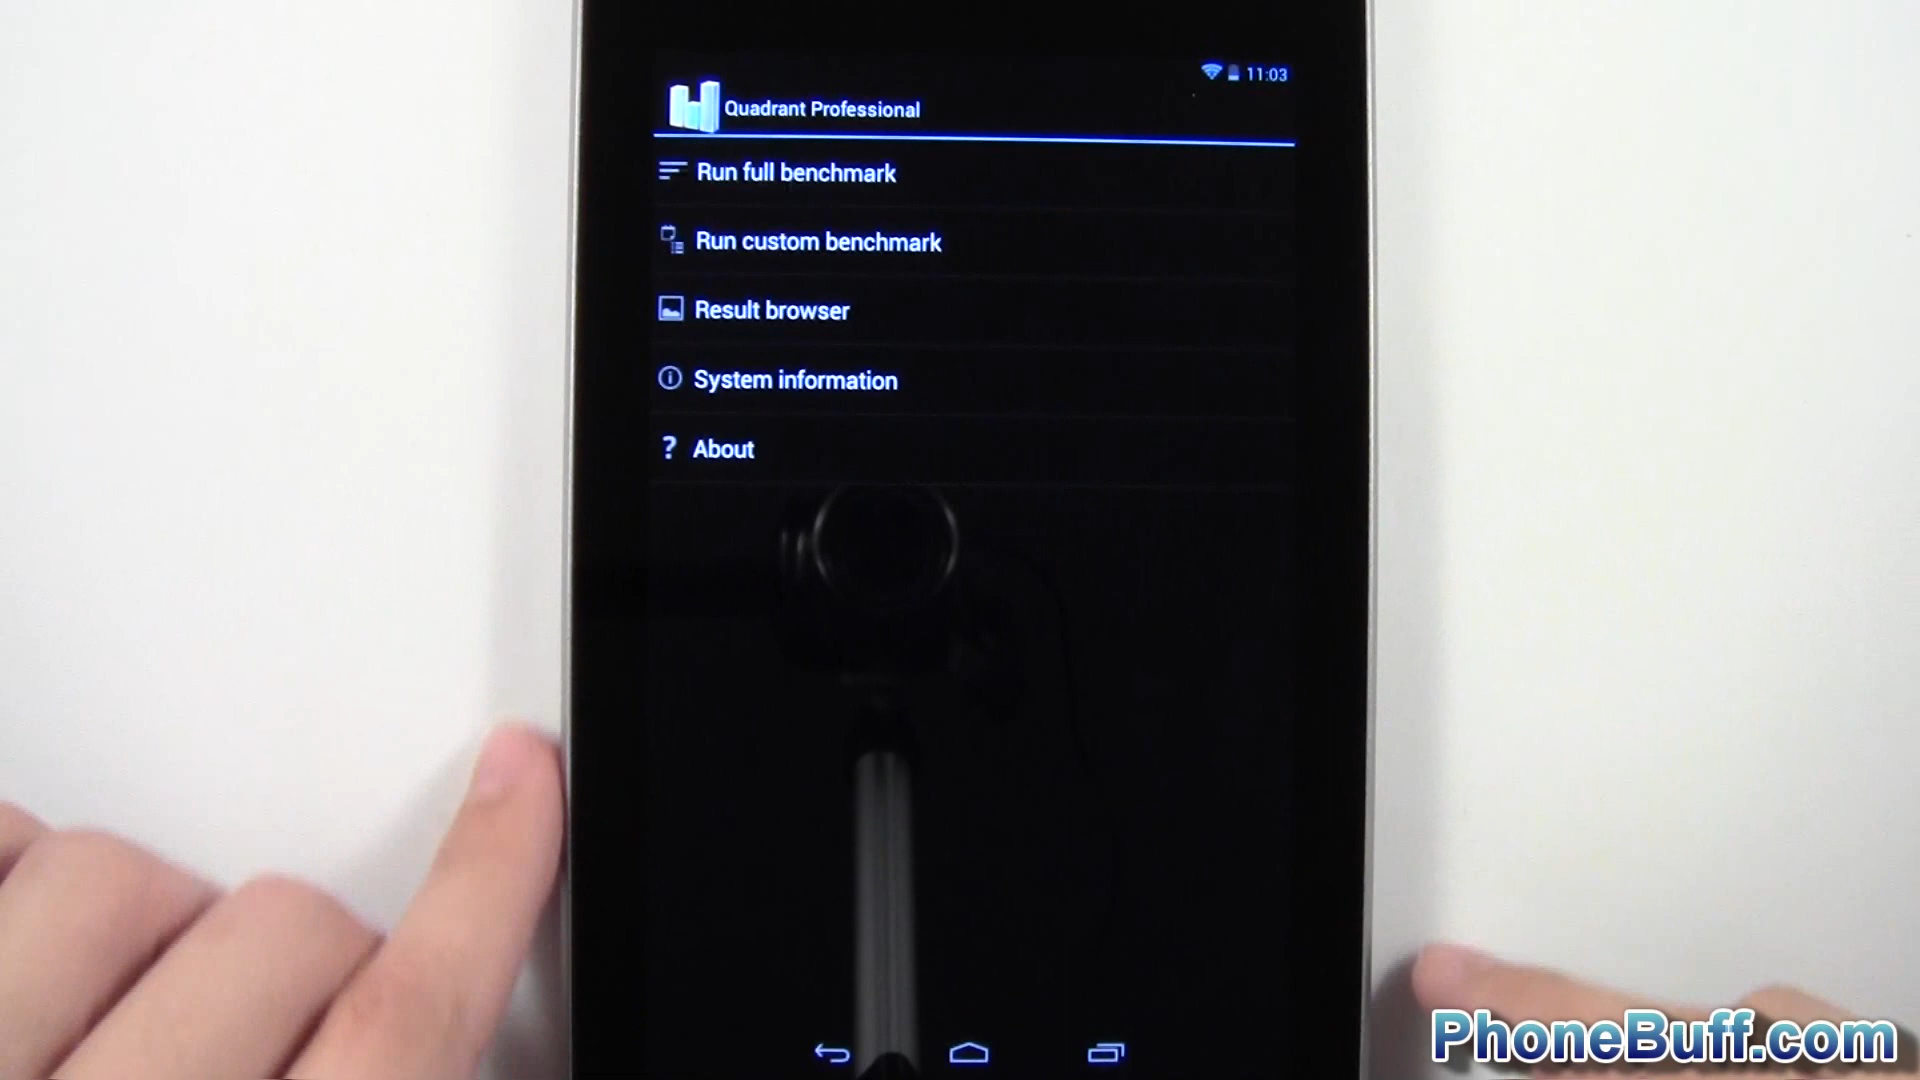 11:03
Quadrant Professional
Run full benchmark
Run custom benchmark
Result browser
System information
? About
PhoneBuff.com